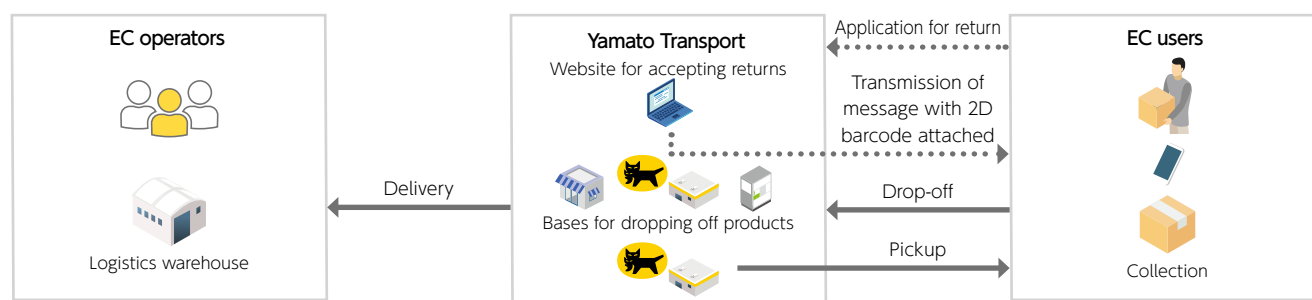 EC operators
Logistics warehouse
Delivery
Yamato Transport
Website for accepting returns
Bases for dropping off products
Application for return
Transmission of
message with 2D
barcode attached
Drop-off
Pickup
EC users
Collection